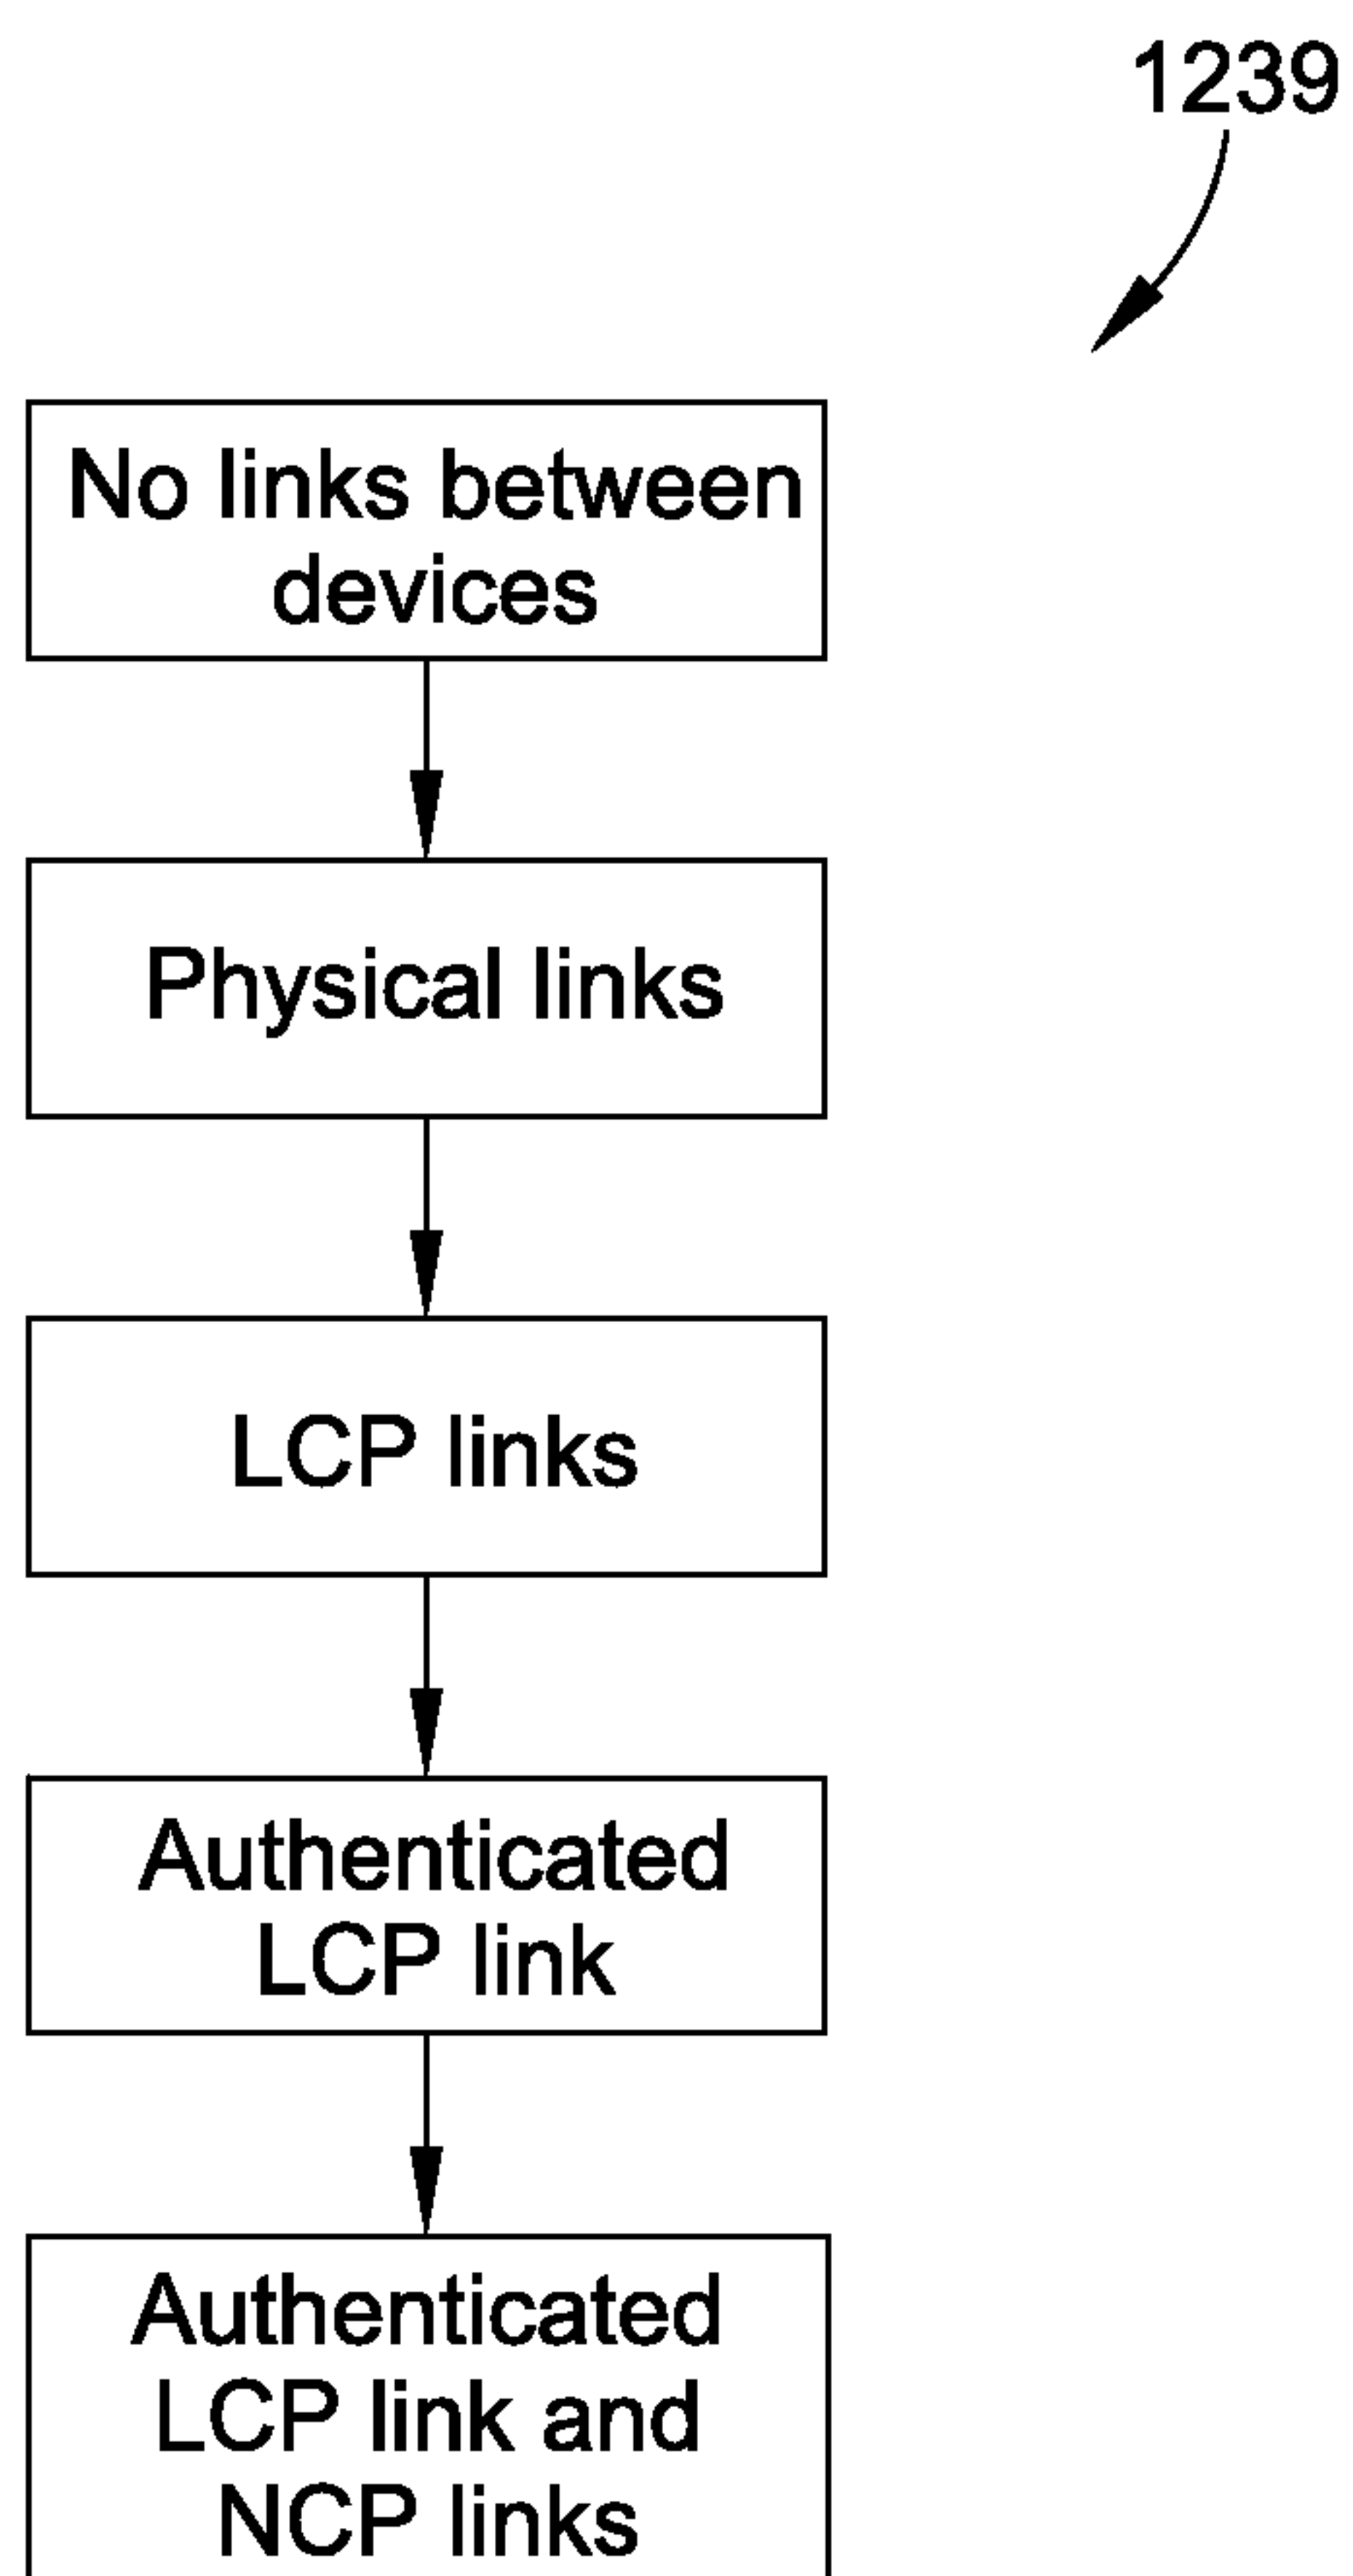 1239
No links between
devices
Physical links
LCP links
Authenticated
LCP link
Authenticated
LCP link and
NCP links